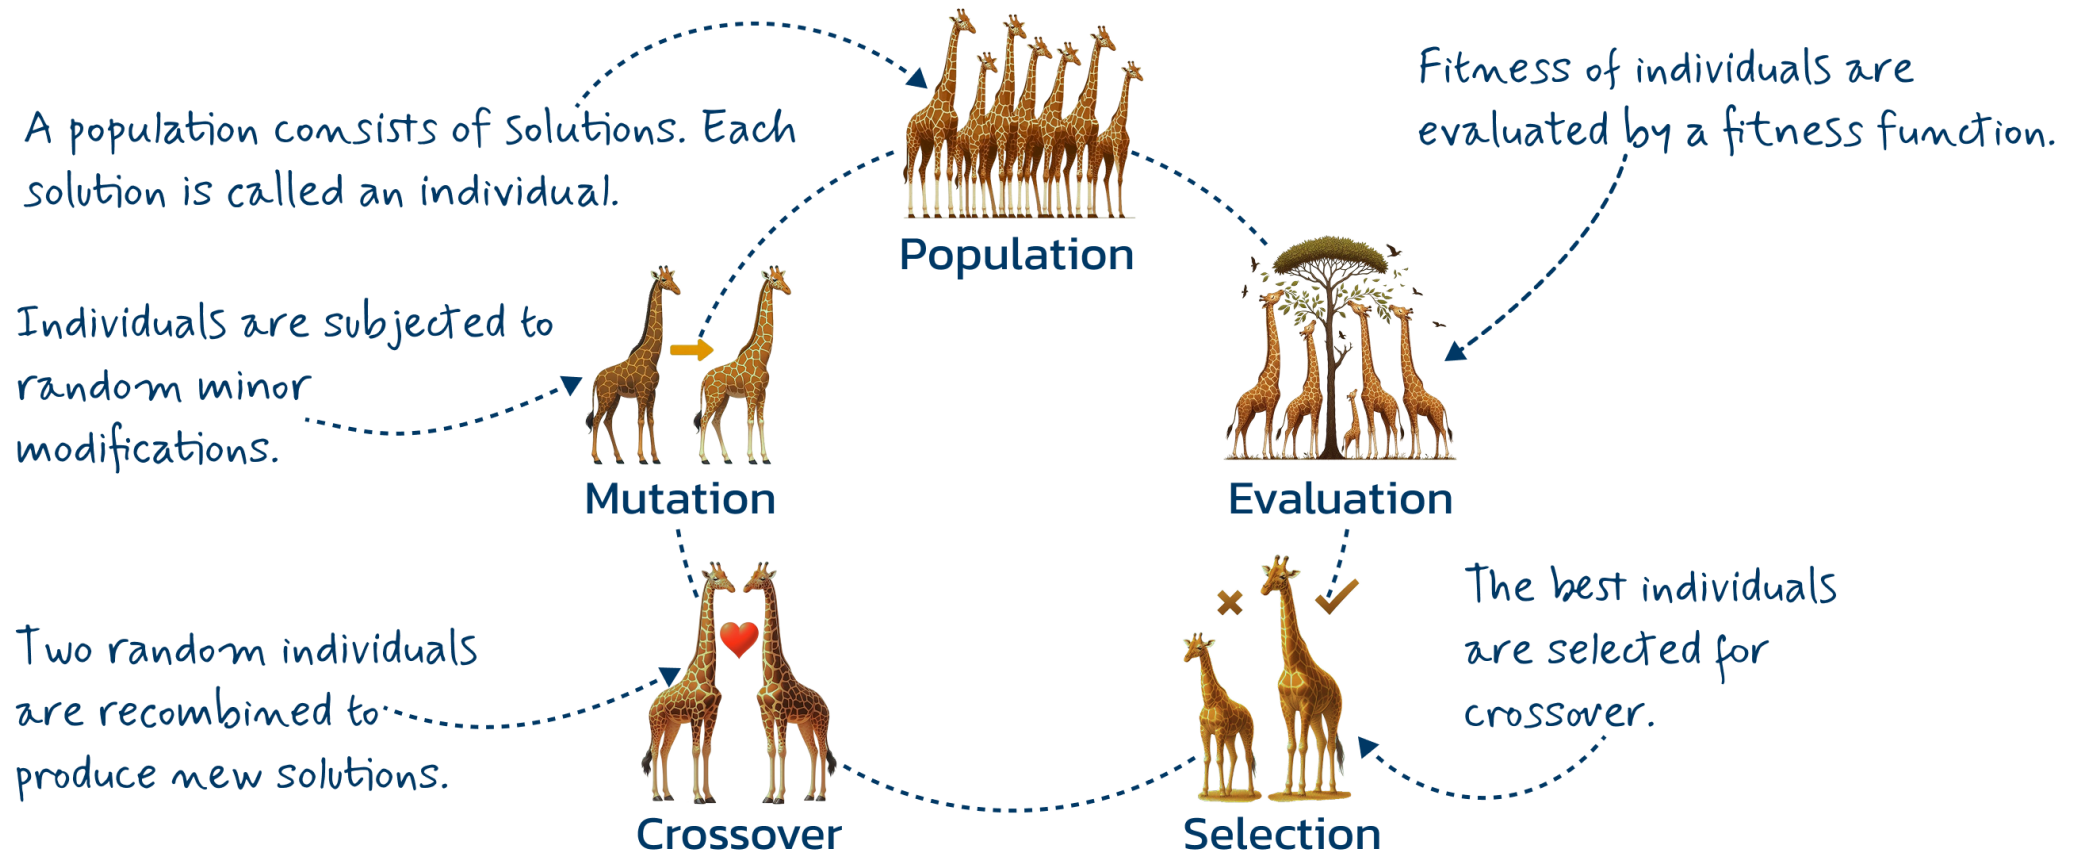 A population consists of solutions. Each
solution is called an individual.
Population
Fitness of individuals are
evaluated by a fitness function.
Evaluation
The best individuals
are selected for
crossover.
Selection
Two random individuals
are recombined to
produce new solutions.
Crossover
Individuals are subjected to
random minor
modifications.
Mutation